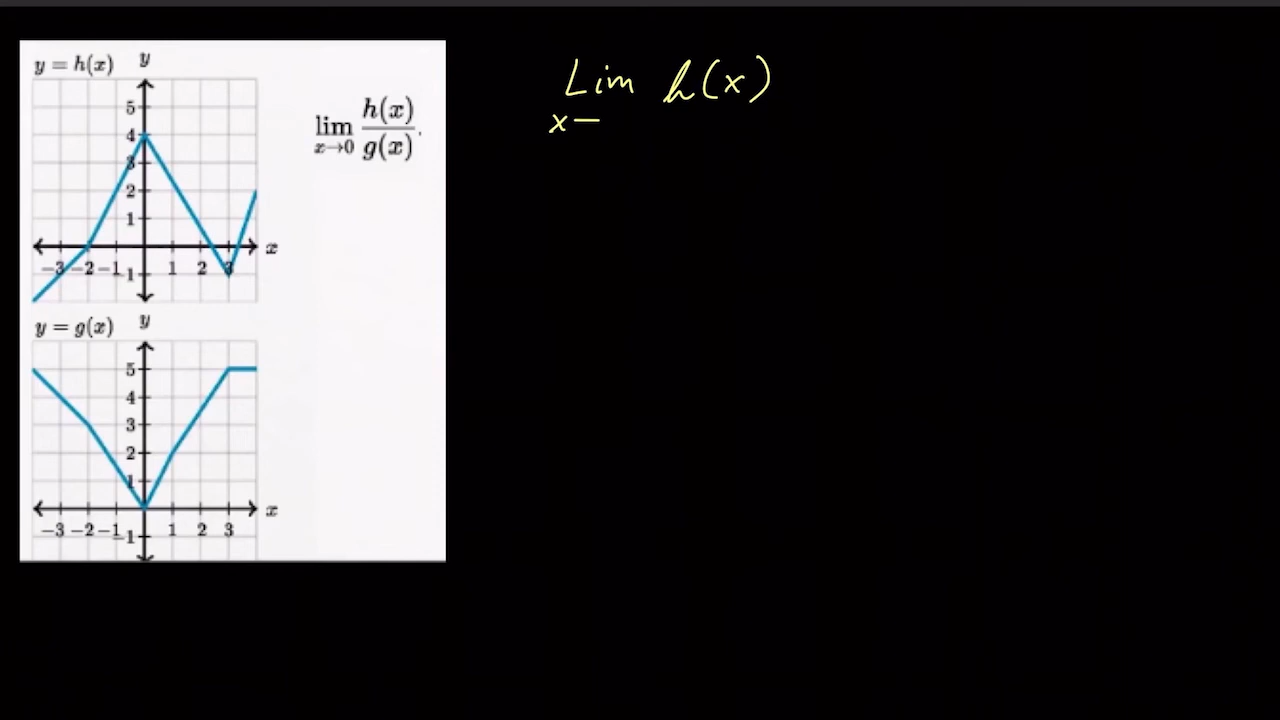 y = h(x) y
5
4
3
2
1
x
−3 −2 −1 1 2 3
−1
lim h(x)
x→0 g(x) .
y = g(x) y
5
4
3
2
1
x
−3 −2 −1 1 2 3
−1
Lim h(x)
x −